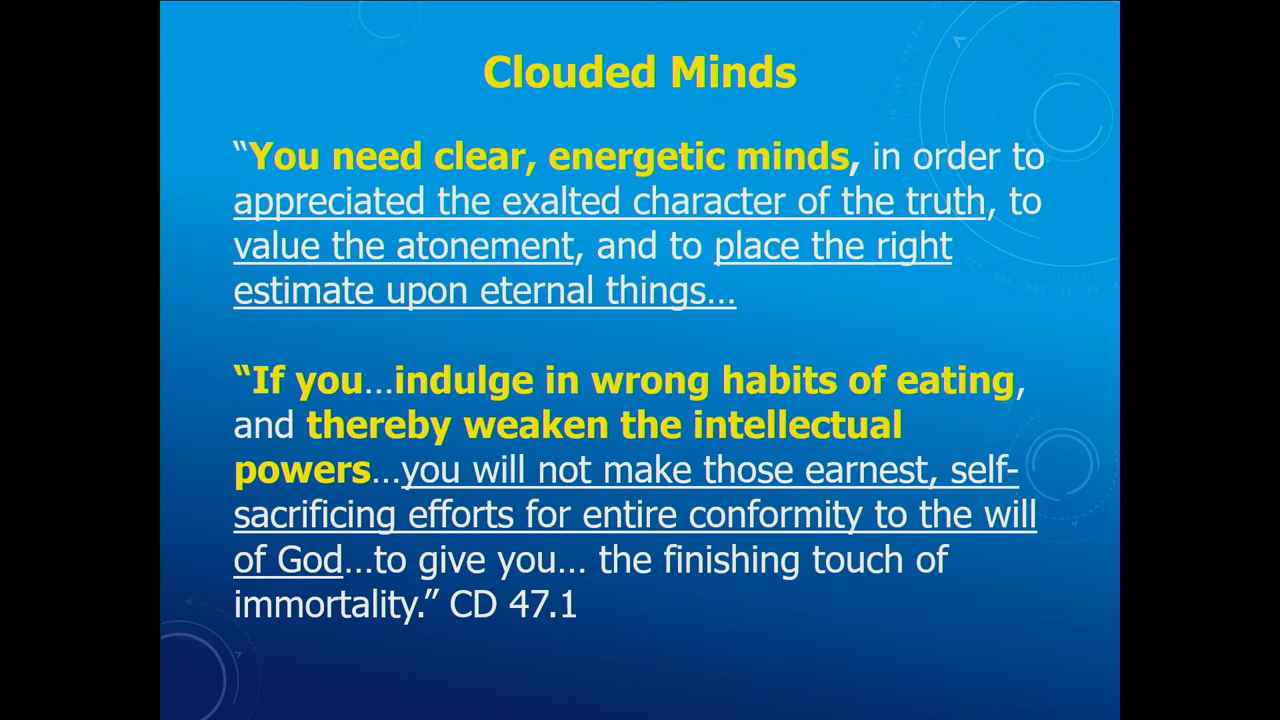 Clouded Minds
“You need clear, energetic minds, in order to
appreciated the exalted character of the truth, to
value the atonement, and to place the right
estimate upon eternal things…
“If you…indulge in wrong habits of eating,
and thereby weaken the intellectual
powers…you will not make those earnest, self-
sacrificing efforts for entire conformity to the will
of God…to give you… the finishing touch of
immortality.” CD 47.1